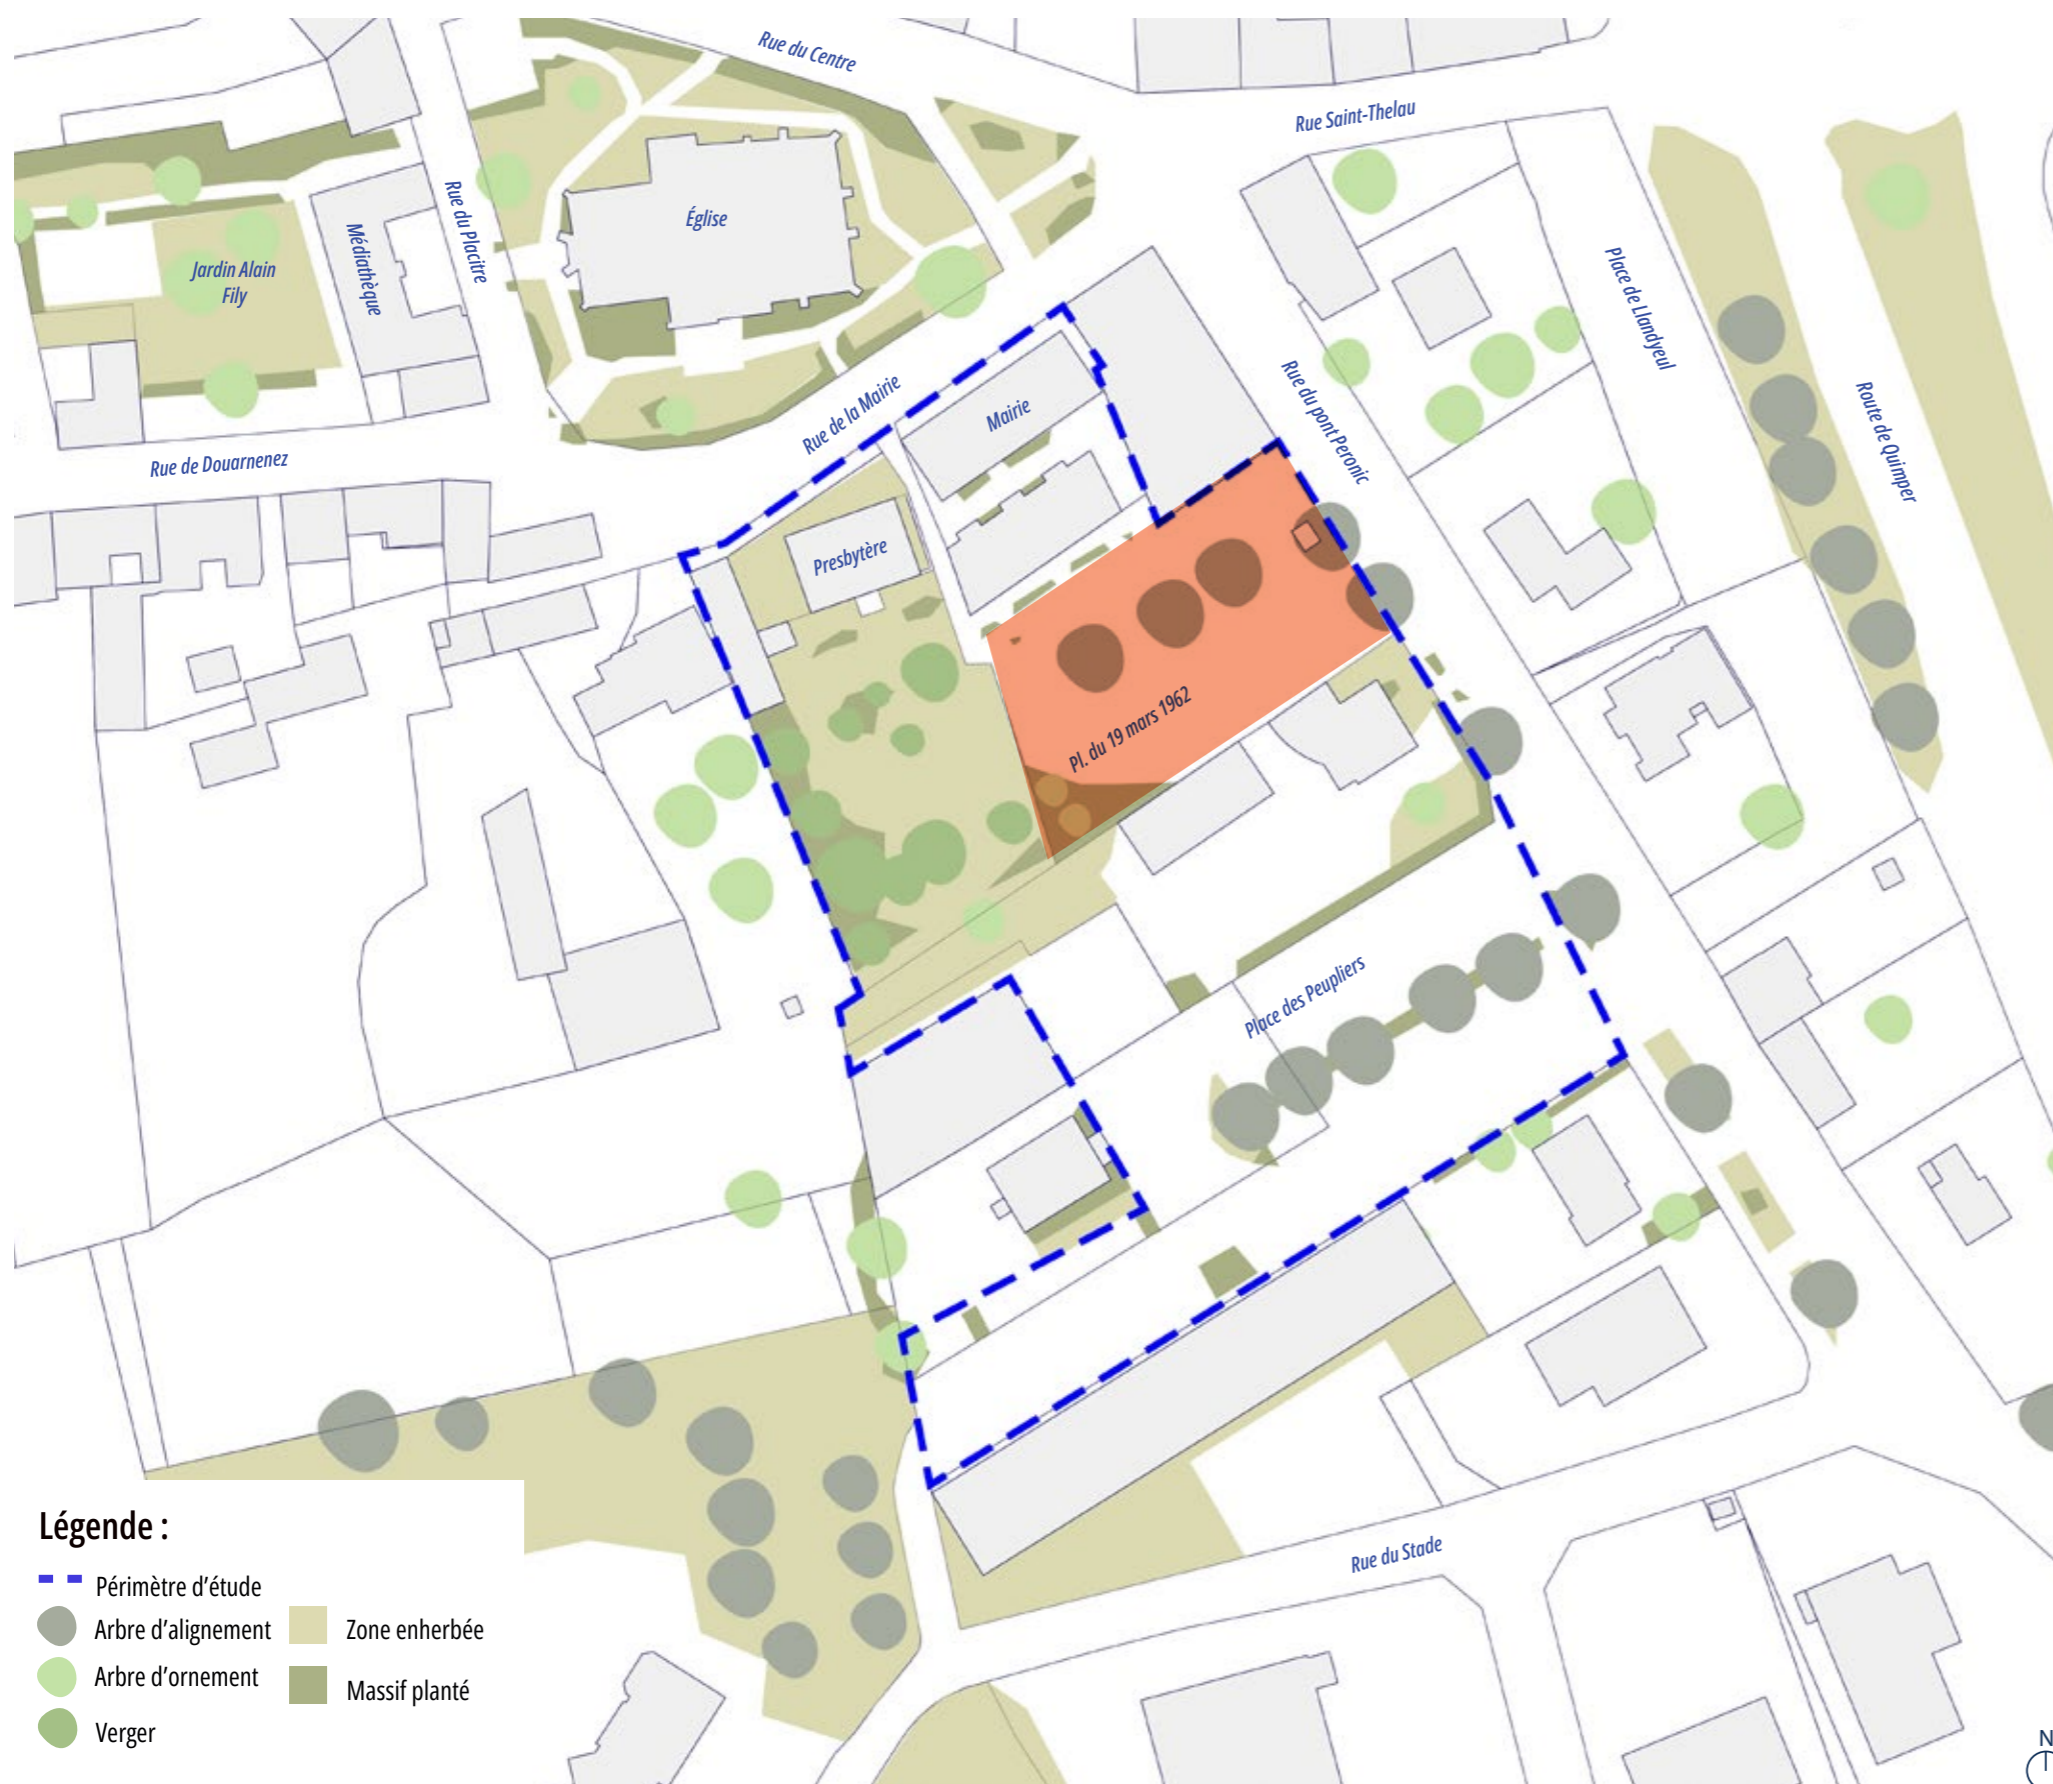 Rue du Centre
Rue Saint-Thelau
Rue du Placitre
Église
Médiathèque
Jardin Alain
Fily
Place de Llandyeul
Rue de la Mairie
Mairie
Rue du pont Peronic
Route de Quimper
Rue de Douarnenez
Presbytère
Pl. du 19 mars 1962
Place des Peupliers
Rue du Stade
Légende :
Périmètre d'étude
Arbre d'alignement
Zone enherbée
Arbre d'ornement
Massif planté
Verger
N